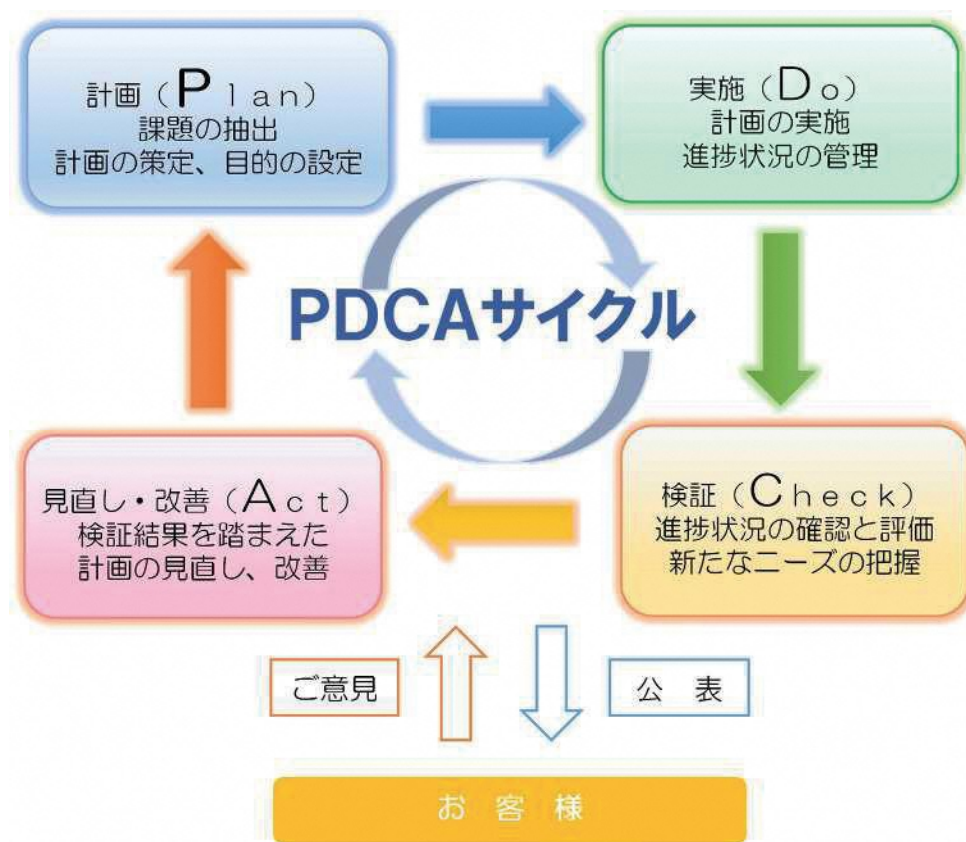 計画（Ｐｌａｎ）
課題の抽出
計画の策定、目的の設定
実施（Ｄｏ）
計画の実施
進捗状況の管理
PDCAサイクル
見直し・改善（Ａｃｔ）
検証結果を踏まえた
計画の見直し、改善
検証（Ｃｈｅｃｋ）
進捗状況の確認と評価
新たなニーズの把握
ご意見
公　表
お　客　様